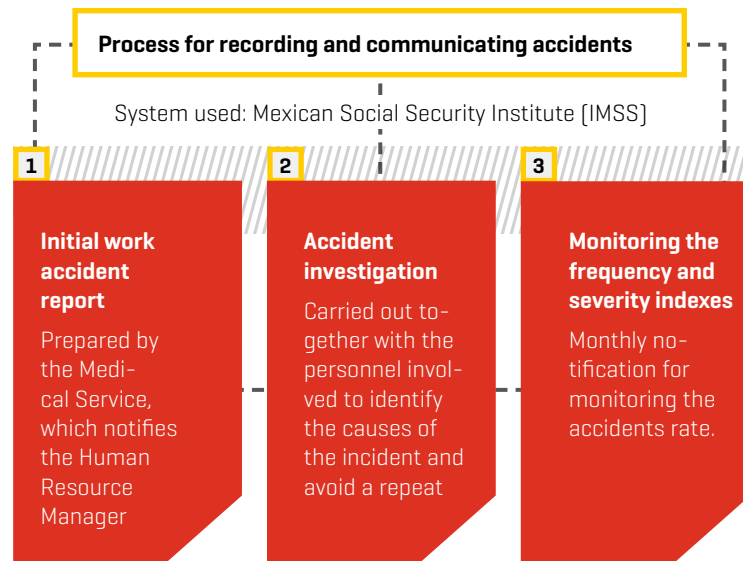 Process for recording and communicating accidents
System used: Mexican Social Security Institute (IMSS)
1
Initial work
accident
report
Prepared by
the Medi-
cal Service,
which notifies
the Human
Resource
Manager
2
Accident
investigation
Carried out to-
gether with the
personnel invol-
ved to identify
the causes of
the incident and
avoid a repeat
3
Monitoring the
frequency and
severity indexes
Monthly no-
tification for
monitoring the
accidents rate.